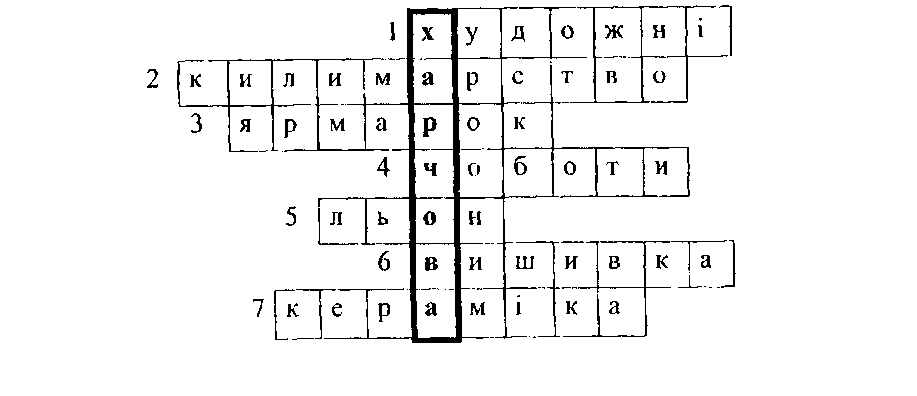 1 художні
2 килимарство
3 ярмарок
4 чоботи
5 льон
6 вишивка
7 кераміка